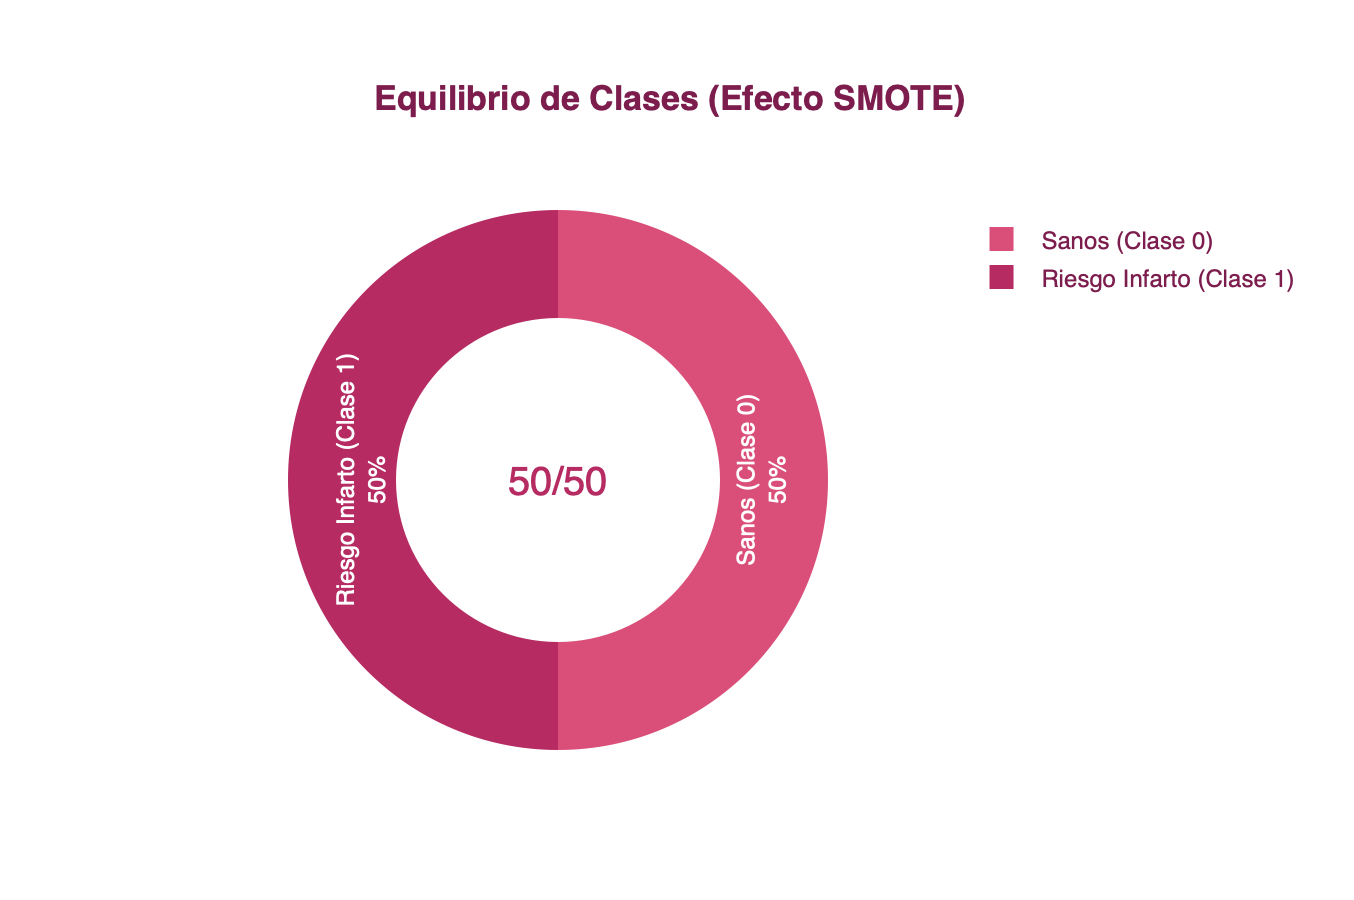 Equilibrio de Clases (Efecto SMOTE)
Sanos (Clase 0)
Riesgo Infarto (Clase 1)
Riesgo Infarto (Clase 1)
50%
50/50
Sanos (Clase 0)
50%